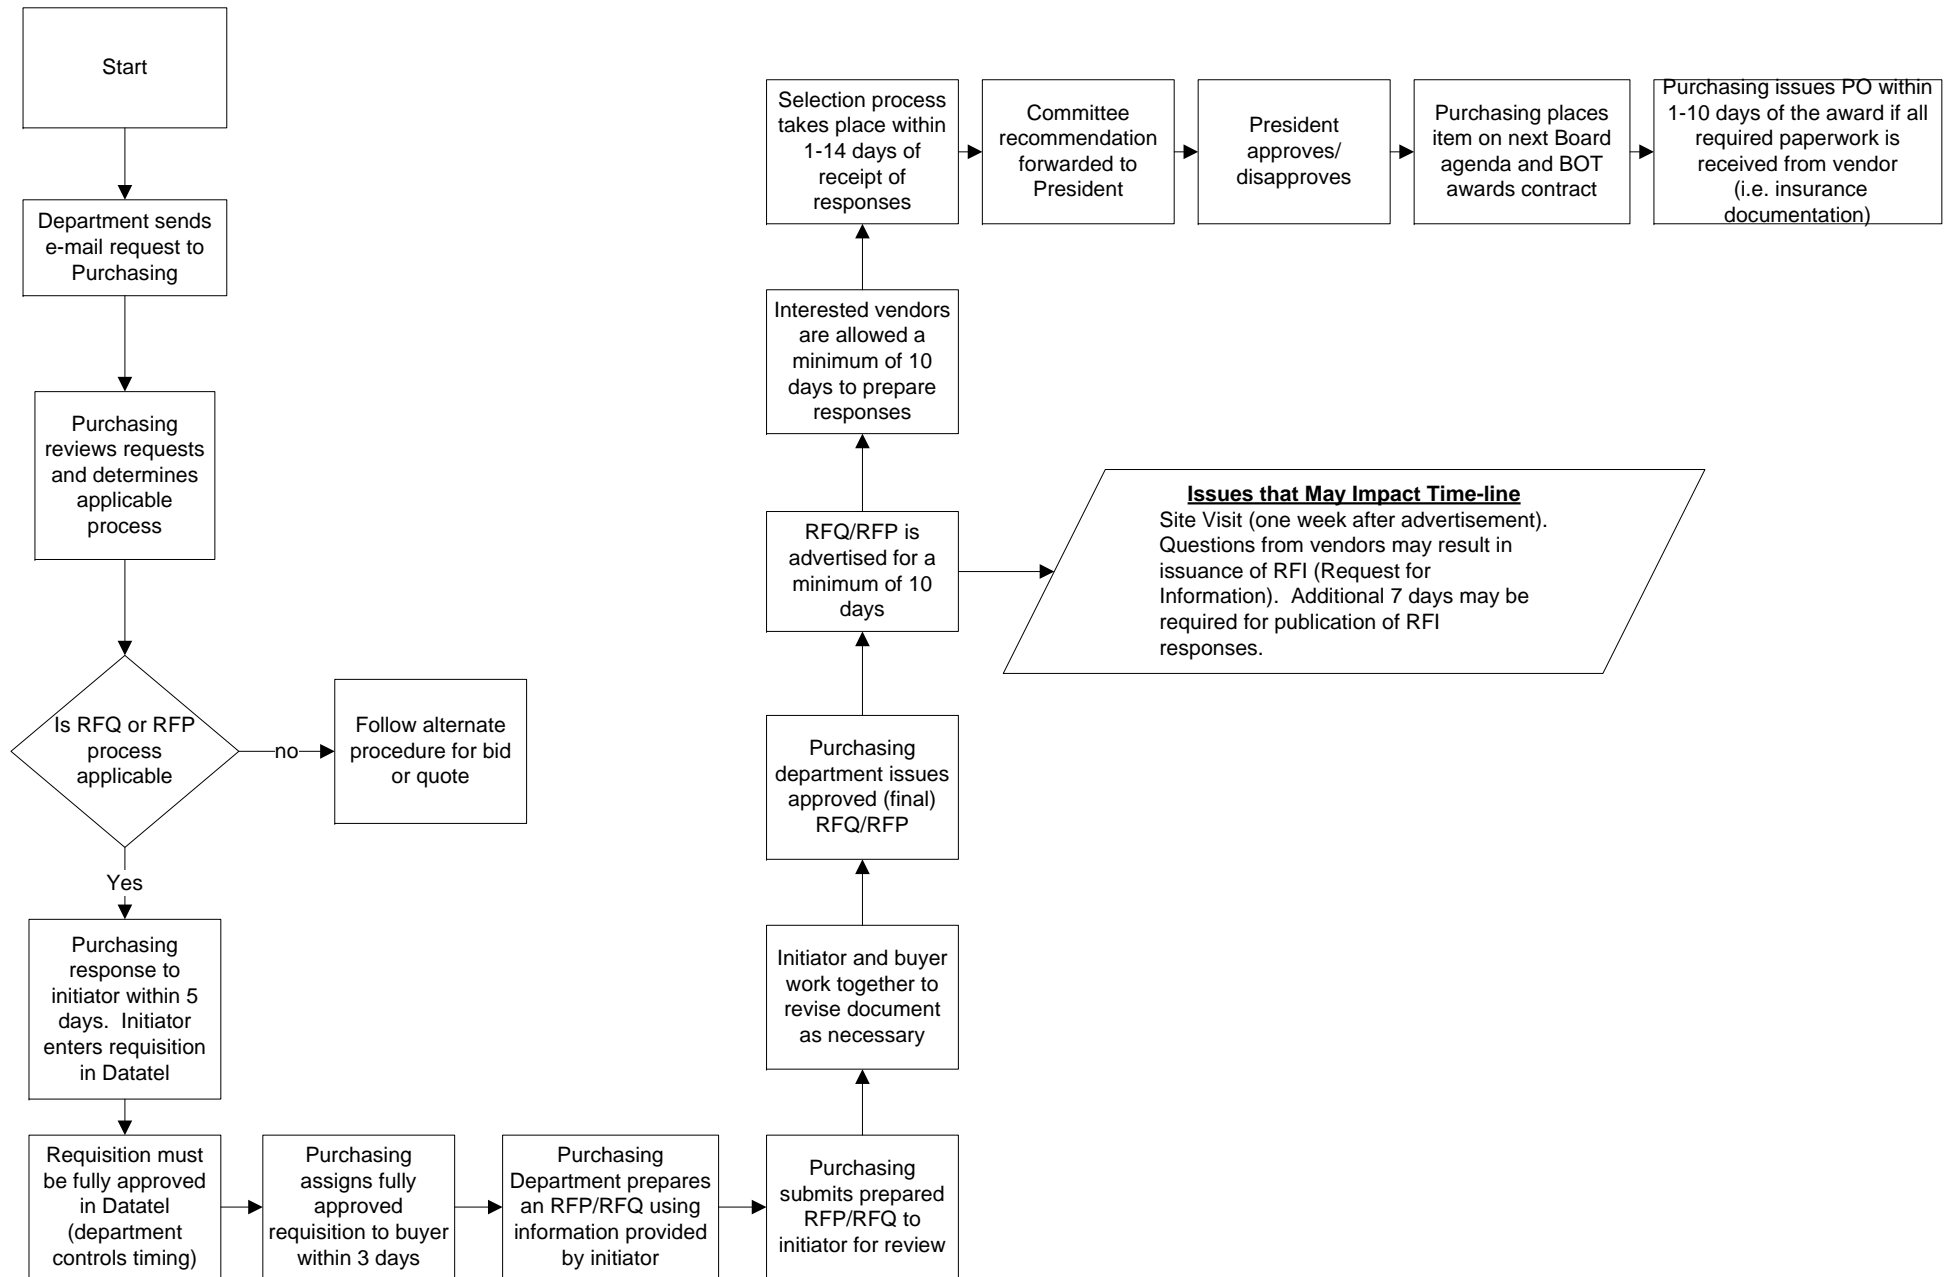 Start
Department sends
e-mail request to
Purchasing
Purchasing
reviews requests
and determines
applicable
process
Is RFQ or RFP
process
applicable
no
Follow alternate
procedure for bid
or quote
Yes
Purchasing
response to
initiator within 5
days.  Initiator
enters requisition
in Datatel
Requisition must
be fully approved
in Datatel
(department
controls timing)
Purchasing
assigns fully
approved
requisition to buyer
within 3 days
Purchasing
Department prepares
an RFP/RFQ using
information provided
by initiator
Purchasing
submits prepared
RFP/RFQ to
initiator for review
Initiator and buyer
work together to
revise document
as necessary
Purchasing
department issues
approved (final)
RFQ/RFP
RFQ/RFP is
advertised for a
minimum of 10
days
Issues that May Impact Time-line
Site Visit (one week after advertisement).
Questions from vendors may result in
issuance of RFI (Request for
Information).  Additional 7 days may be
required for publication of RFI
responses.
Interested vendors
are allowed a
minimum of 10
days to prepare
responses
Selection process
takes place within
1-14 days of
receipt of
responses
Committee
recommendation
forwarded to
President
President
approves/
disapproves
Purchasing places
item on next Board
agenda and BOT
awards contract
Purchasing issues PO within
1-10 days of the award if all
required paperwork is
received from vendor
(i.e. insurance
documentation)